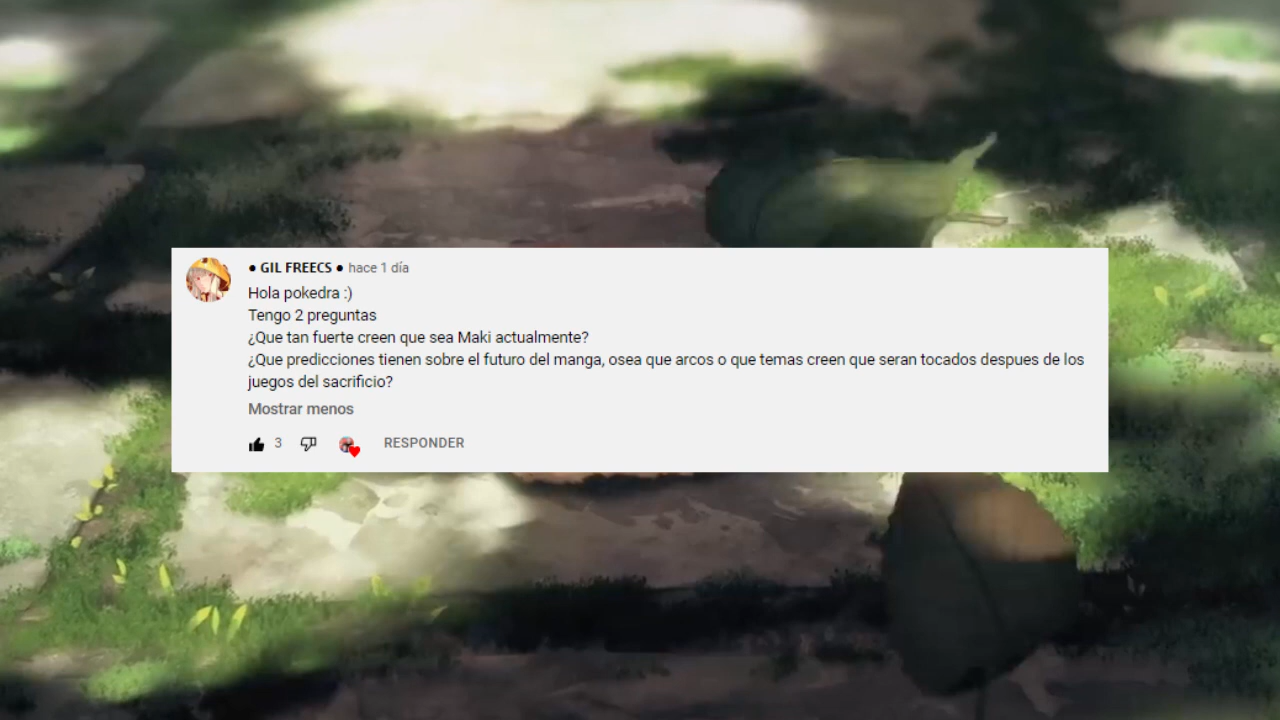 ● GIL FREECS ● hace 1 día
Hola pokedra :)
Tengo 2 preguntas
¿Que tan fuerte creen que sea Maki actualmente?
¿Que predicciones tienen sobre el futuro del manga, osea que arcos o que temas creen que seran tocados despues de los
juegos del sacrificio?
Mostrar menos
3 RESPONDER